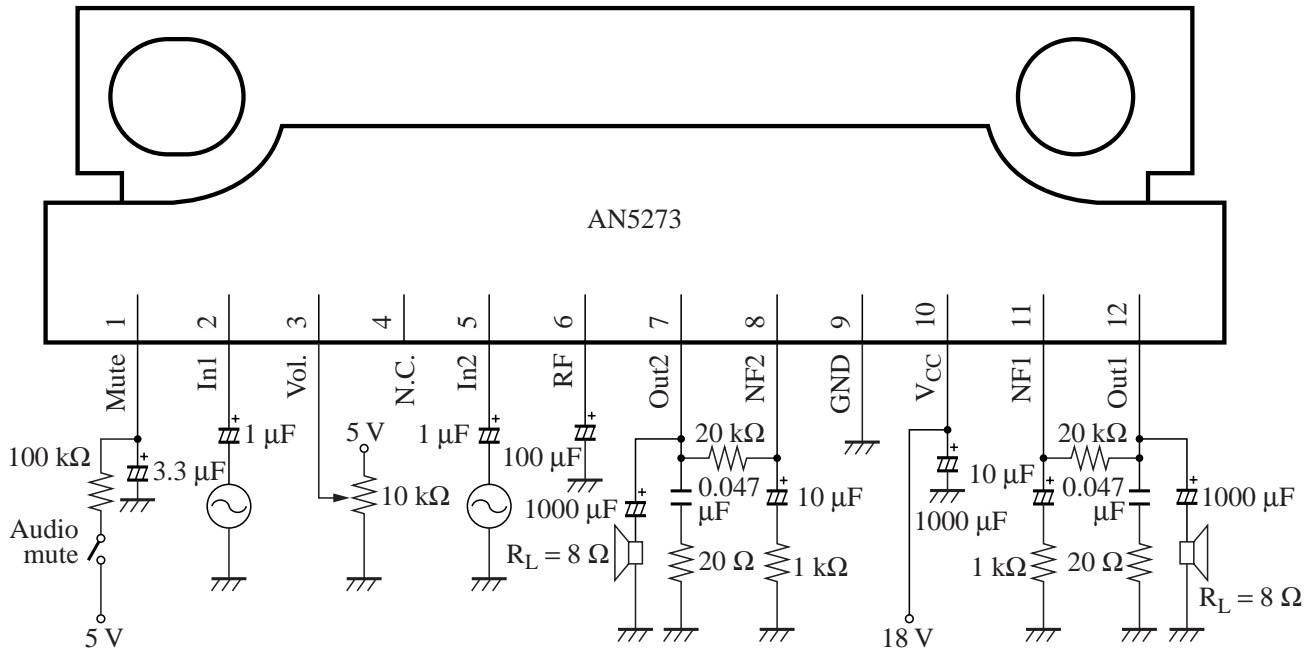 AN5273
1
2
3
4
5
6
7
8
9
10
11
12
Mute
In1
Vol.
N.C.
In2
RF
Out2
NF2
GND
VCC
NF1
Out1
100 kΩ
+
3.3 µF
Audio
mute
5 V
+
1 µF
5 V
10 kΩ
+
1 µF
+
100 µF
+
1000 µF
RL = 8 Ω
20 kΩ
0.047
µF
20 Ω
+
10 µF
1 kΩ
+
1000 µF
18 V
+
10 µF
1 kΩ
20 kΩ
0.047
µF
20 Ω
+
1000 µF
RL = 8 Ω